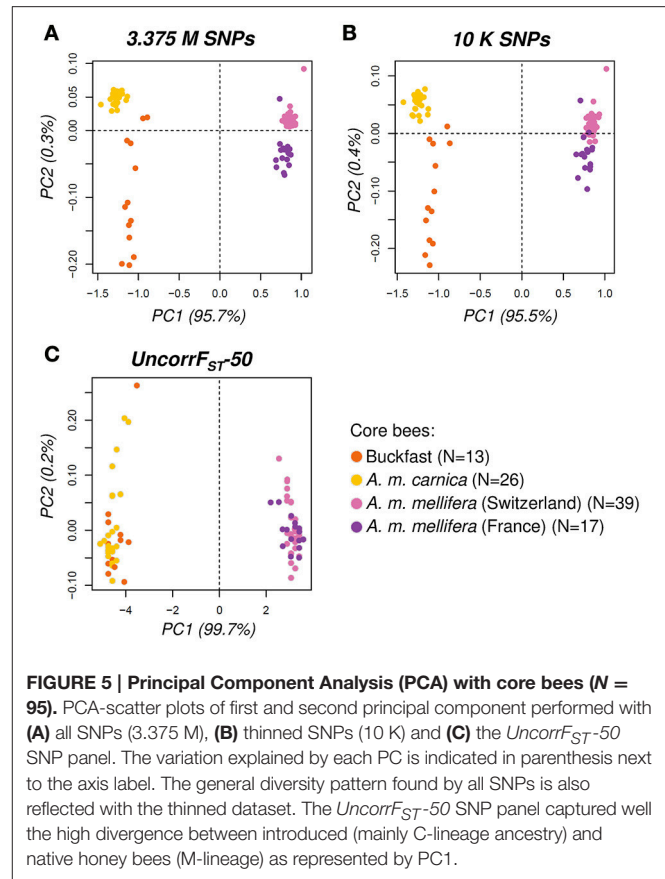 A
3.375 M SNPs
0.10
0.00
−0.10
−0.20
PC2 (0.3%)
−1.5
−1.0
−0.5
0.0
0.5
1.0
PC1 (95.7%)
B
10 K SNPs
0.10
0.00
−0.10
−0.20
PC2 (0.4%)
−1.5
−1.0
−0.5
0.0
0.5
1.0
PC1 (95.5%)
C
UncorrFST-50
0.20
0.10
0.00
−0.10
PC2 (0.2%)
−4
−2
0
2
PC1 (99.7%)
Core bees:
Buckfast (N=13)
A. m. carnica (N=26)
A. m. mellifera (Switzerland) (N=39)
A. m. mellifera (France) (N=17)
FIGURE 5 | Principal Component Analysis (PCA) with core bees (N =
95). PCA-scatter plots of first and second principal component performed with
(A) all SNPs (3.375 M), (B) thinned SNPs (10 K) and (C) the UncorrFST-50
SNP panel. The variation explained by each PC is indicated in parenthesis next
to the axis label. The general diversity pattern found by all SNPs is also
reflected with the thinned dataset. The UncorrFST-50 SNP panel captured well
the high divergence between introduced (mainly C-lineage ancestry) and
native honey bees (M-lineage) as represented by PC1.